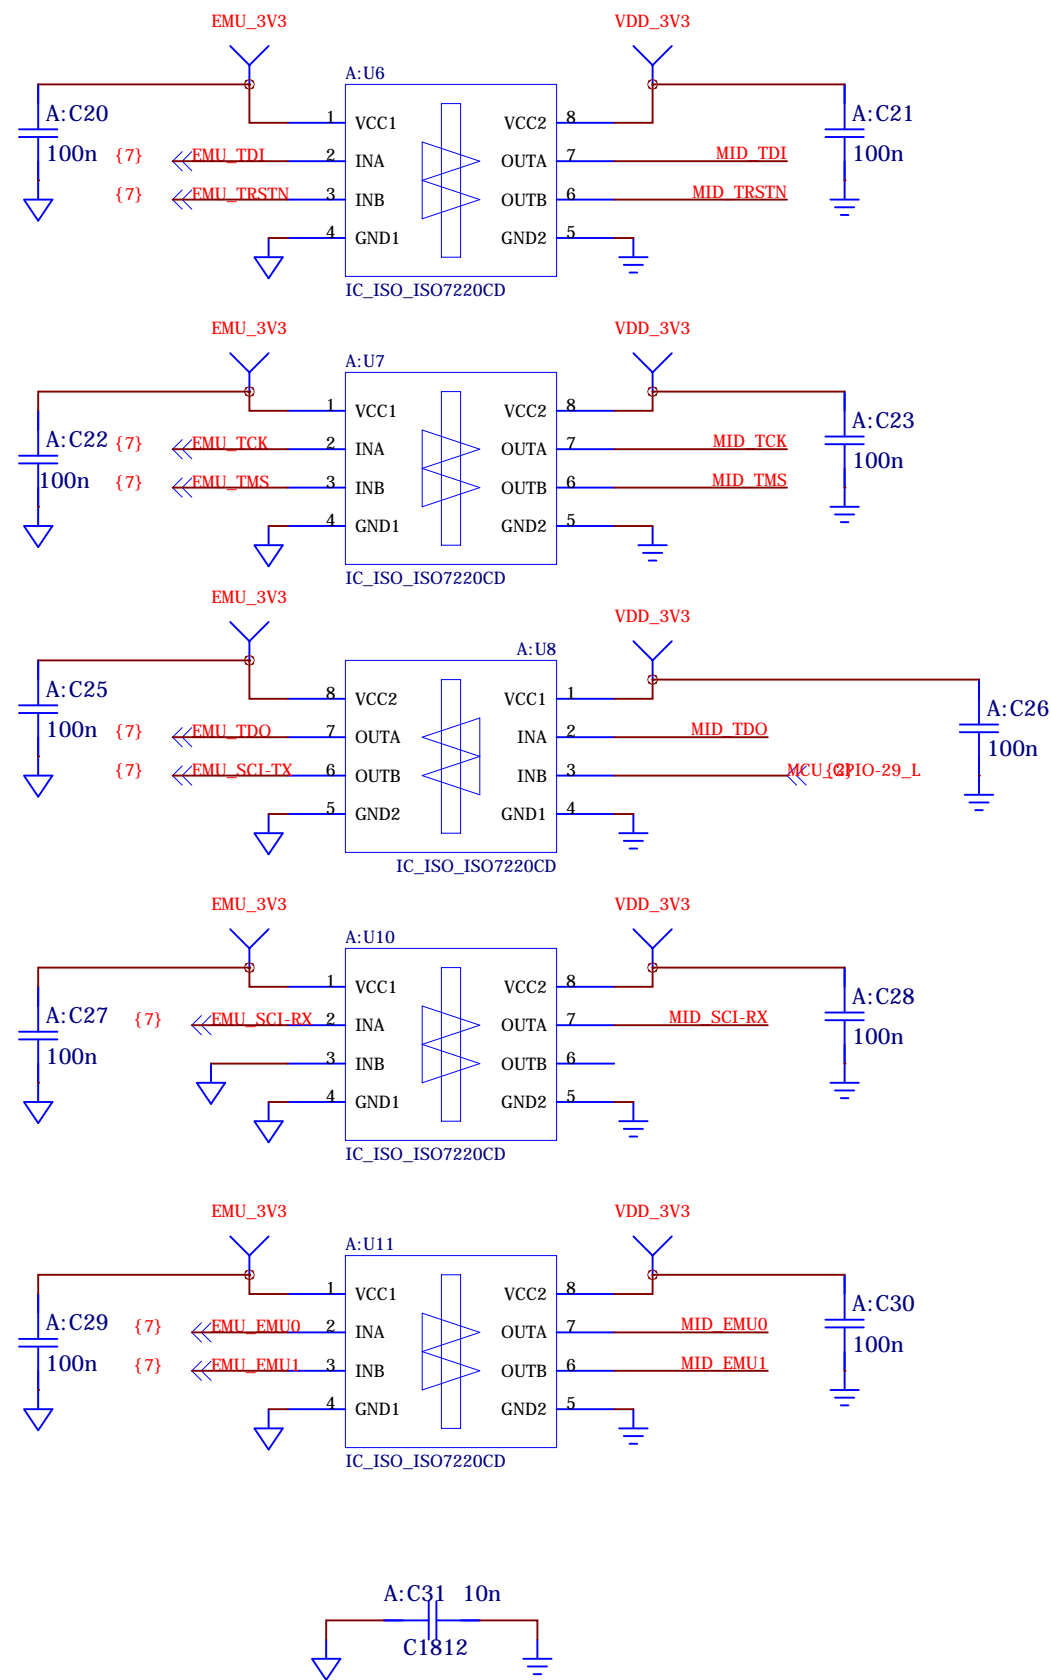 EMU_3V3 VDD_3V3
A:U6
A:C20 A:C21
1 VCC1 VCC2 8
100n {7} EMU_TDI 2 INA OUTA 7 MID_TDI 100n
{7} EMU_TRSTN 3 INB OUTB 6 MID_TRSTN
4 GND1 GND2 5
IC_ISO_ISO7220CD
EMU_3V3 VDD_3V3
A:U7
1 VCC1 VCC2 8 A:C23
A:C22 {7} EMU_TCK 2 INA OUTA 7 MID_TCK
100n
100n {7} EMU_TMS 3 INB OUTB 6 MID_TMS
4 GND1 GND2 5
IC_ISO_ISO7220CD
EMU_3V3
VDD_3V3
A:U8
A:C25 8 VCC2 VCC1 1
A:C26
100n {7} EMU_TDO 7 OUTA INA 2 MID_TDO
100n
{7} EMU_SCI-TX 6 OUTB INB 3 MCU_GPIO-29_L {2}
5 GND2 GND1 4
IC_ISO_ISO7220CD
EMU_3V3 VDD_3V3
A:U10
1 VCC1 VCC2 8
A:C28
A:C27 {7} EMU_SCI-RX 2 INA OUTA 7 MID_SCI-RX
100n
100n 3 INB OUTB 6
4 GND1 GND2 5
IC_ISO_ISO7220CD
EMU_3V3 VDD_3V3
A:U11
1 VCC1 VCC2 8
A:C30
A:C29 {7} EMU_EMU0 2 INA OUTA 7 MID_EMU0
100n
100n {7} EMU_EMU1 3 INB OUTB 6 MID_EMU1
4 GND1 GND2 5
IC_ISO_ISO7220CD
A:C31 10n
C1812